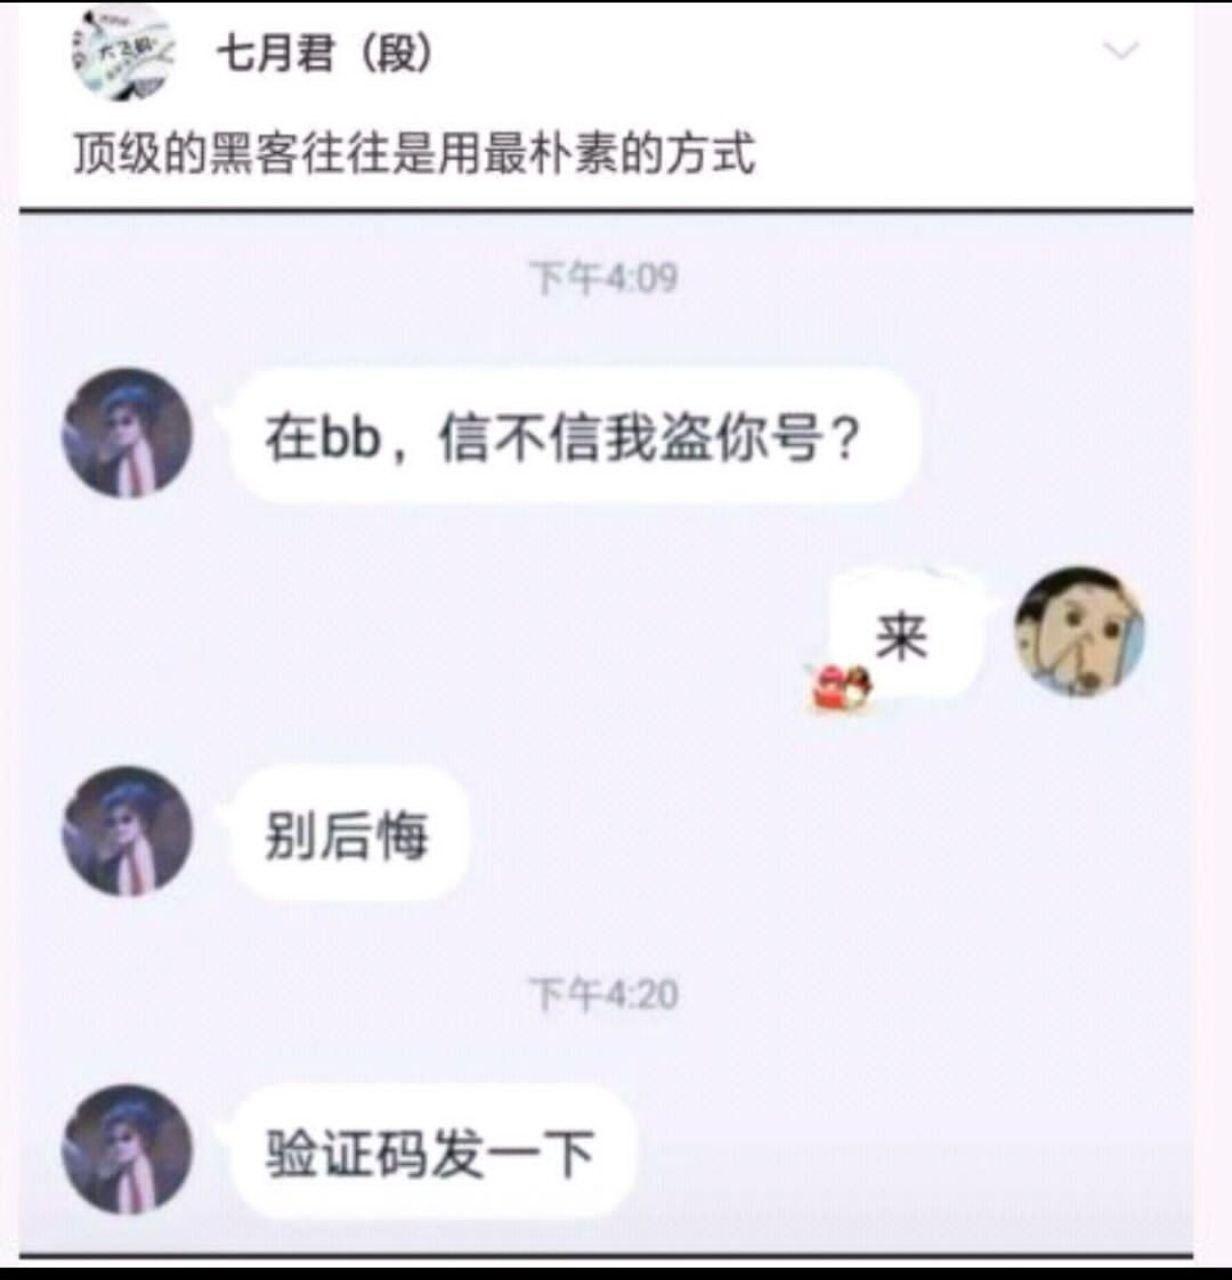 七月君（段）
顶级的黑客往往是用最朴素的方式
下午4:09
在bb，信不信我盗你号？
来
别后悔
下午4:20
验证码发一下